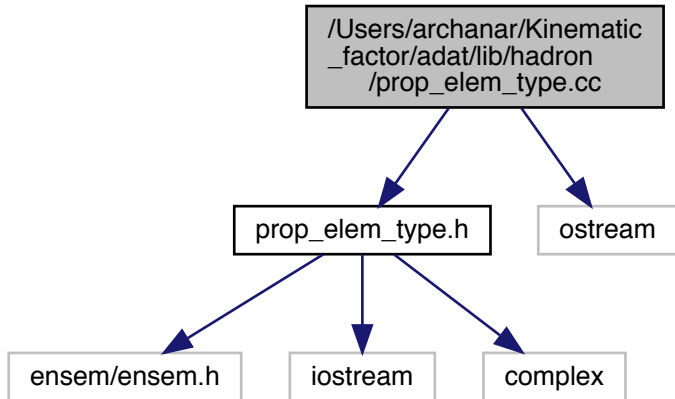 /Users/archanar/Kinematic
_factor/adat/lib/hadron
/prop_elem_type.cc
prop_elem_type.h
ostream
ensem/ensem.h
iostream
complex